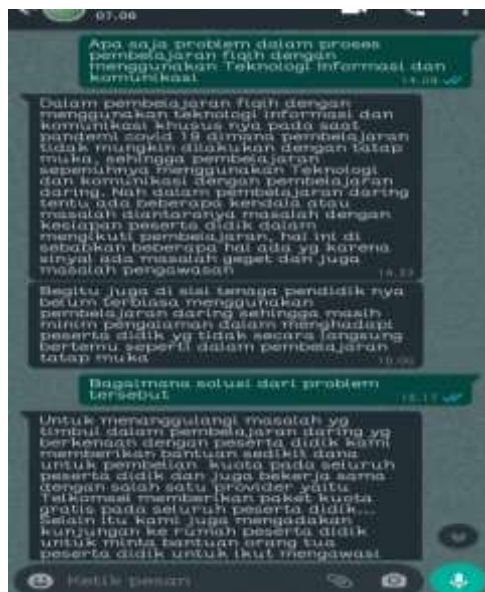 07.06
Apa saja problem dalam proses
pembelajaran fiqih dengan
menggunakan Teknologi Informasi dan
komunikasi
14.09
Dalam pembelajaran fiqih dengan
menggunakan teknologi informasi dan
komunikasi khusus nya pada saat
pandemi covid 19 dimana pembelajaran
tidak mungkin dilakukan dengan tatap
muka, sehingga pembelajaran
sepenuhnya menggunakan Teknologi
dan komunikasi dengan pembelajaran
daring. Nah dalam pembelajaran daring
tentu ada beberapa kendala atau
masalah diantaranya masalah dengan
kesiapan peserta didik dalam
mengikuti pembelajaran, hal ini di
sebabkan beberapa hal ada yg karena
sinyal ada masalah geget dan juga
masalah pengawasan
Begitu juga di sisi tenaga pendidik nya
belum terbiasa menggunakan
pembelajaran daring sehingga masih
minim pengalaman dalam menghadapi
peserta didik yg tidak secara langsung
bertemu seperti dalam pembelajaran
tatap muka
Bagaimana solusi dari problem
tersebut
Untuk menanggulangi masalah yg
timbul dalam pembelajaran daring yg
berkenaan dengan peserta didik kami
memberikan bantuan sedikit dana
untuk pembelian kuota pada seluruh
peserta didik dan juga bekerja sama
dengan salah satu provider yaitu
Telkomsel memberikan paket kuota
gratis pada seluruh peserta didik...
Selain itu kami juga mengadakan
kunjungan ke rumah peserta didik
untuk minta bantuan orang tua
peserta didik untuk ikut mengawasi
Ketik pesan